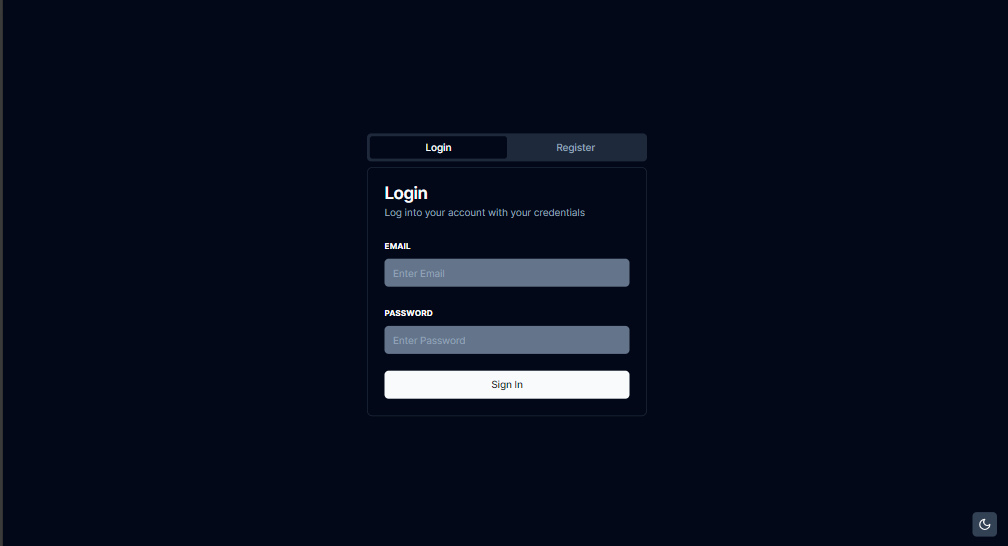 Login
Register
Login
Log into your account with your credentials
EMAIL
Enter Email
PASSWORD
Enter Password
Sign In